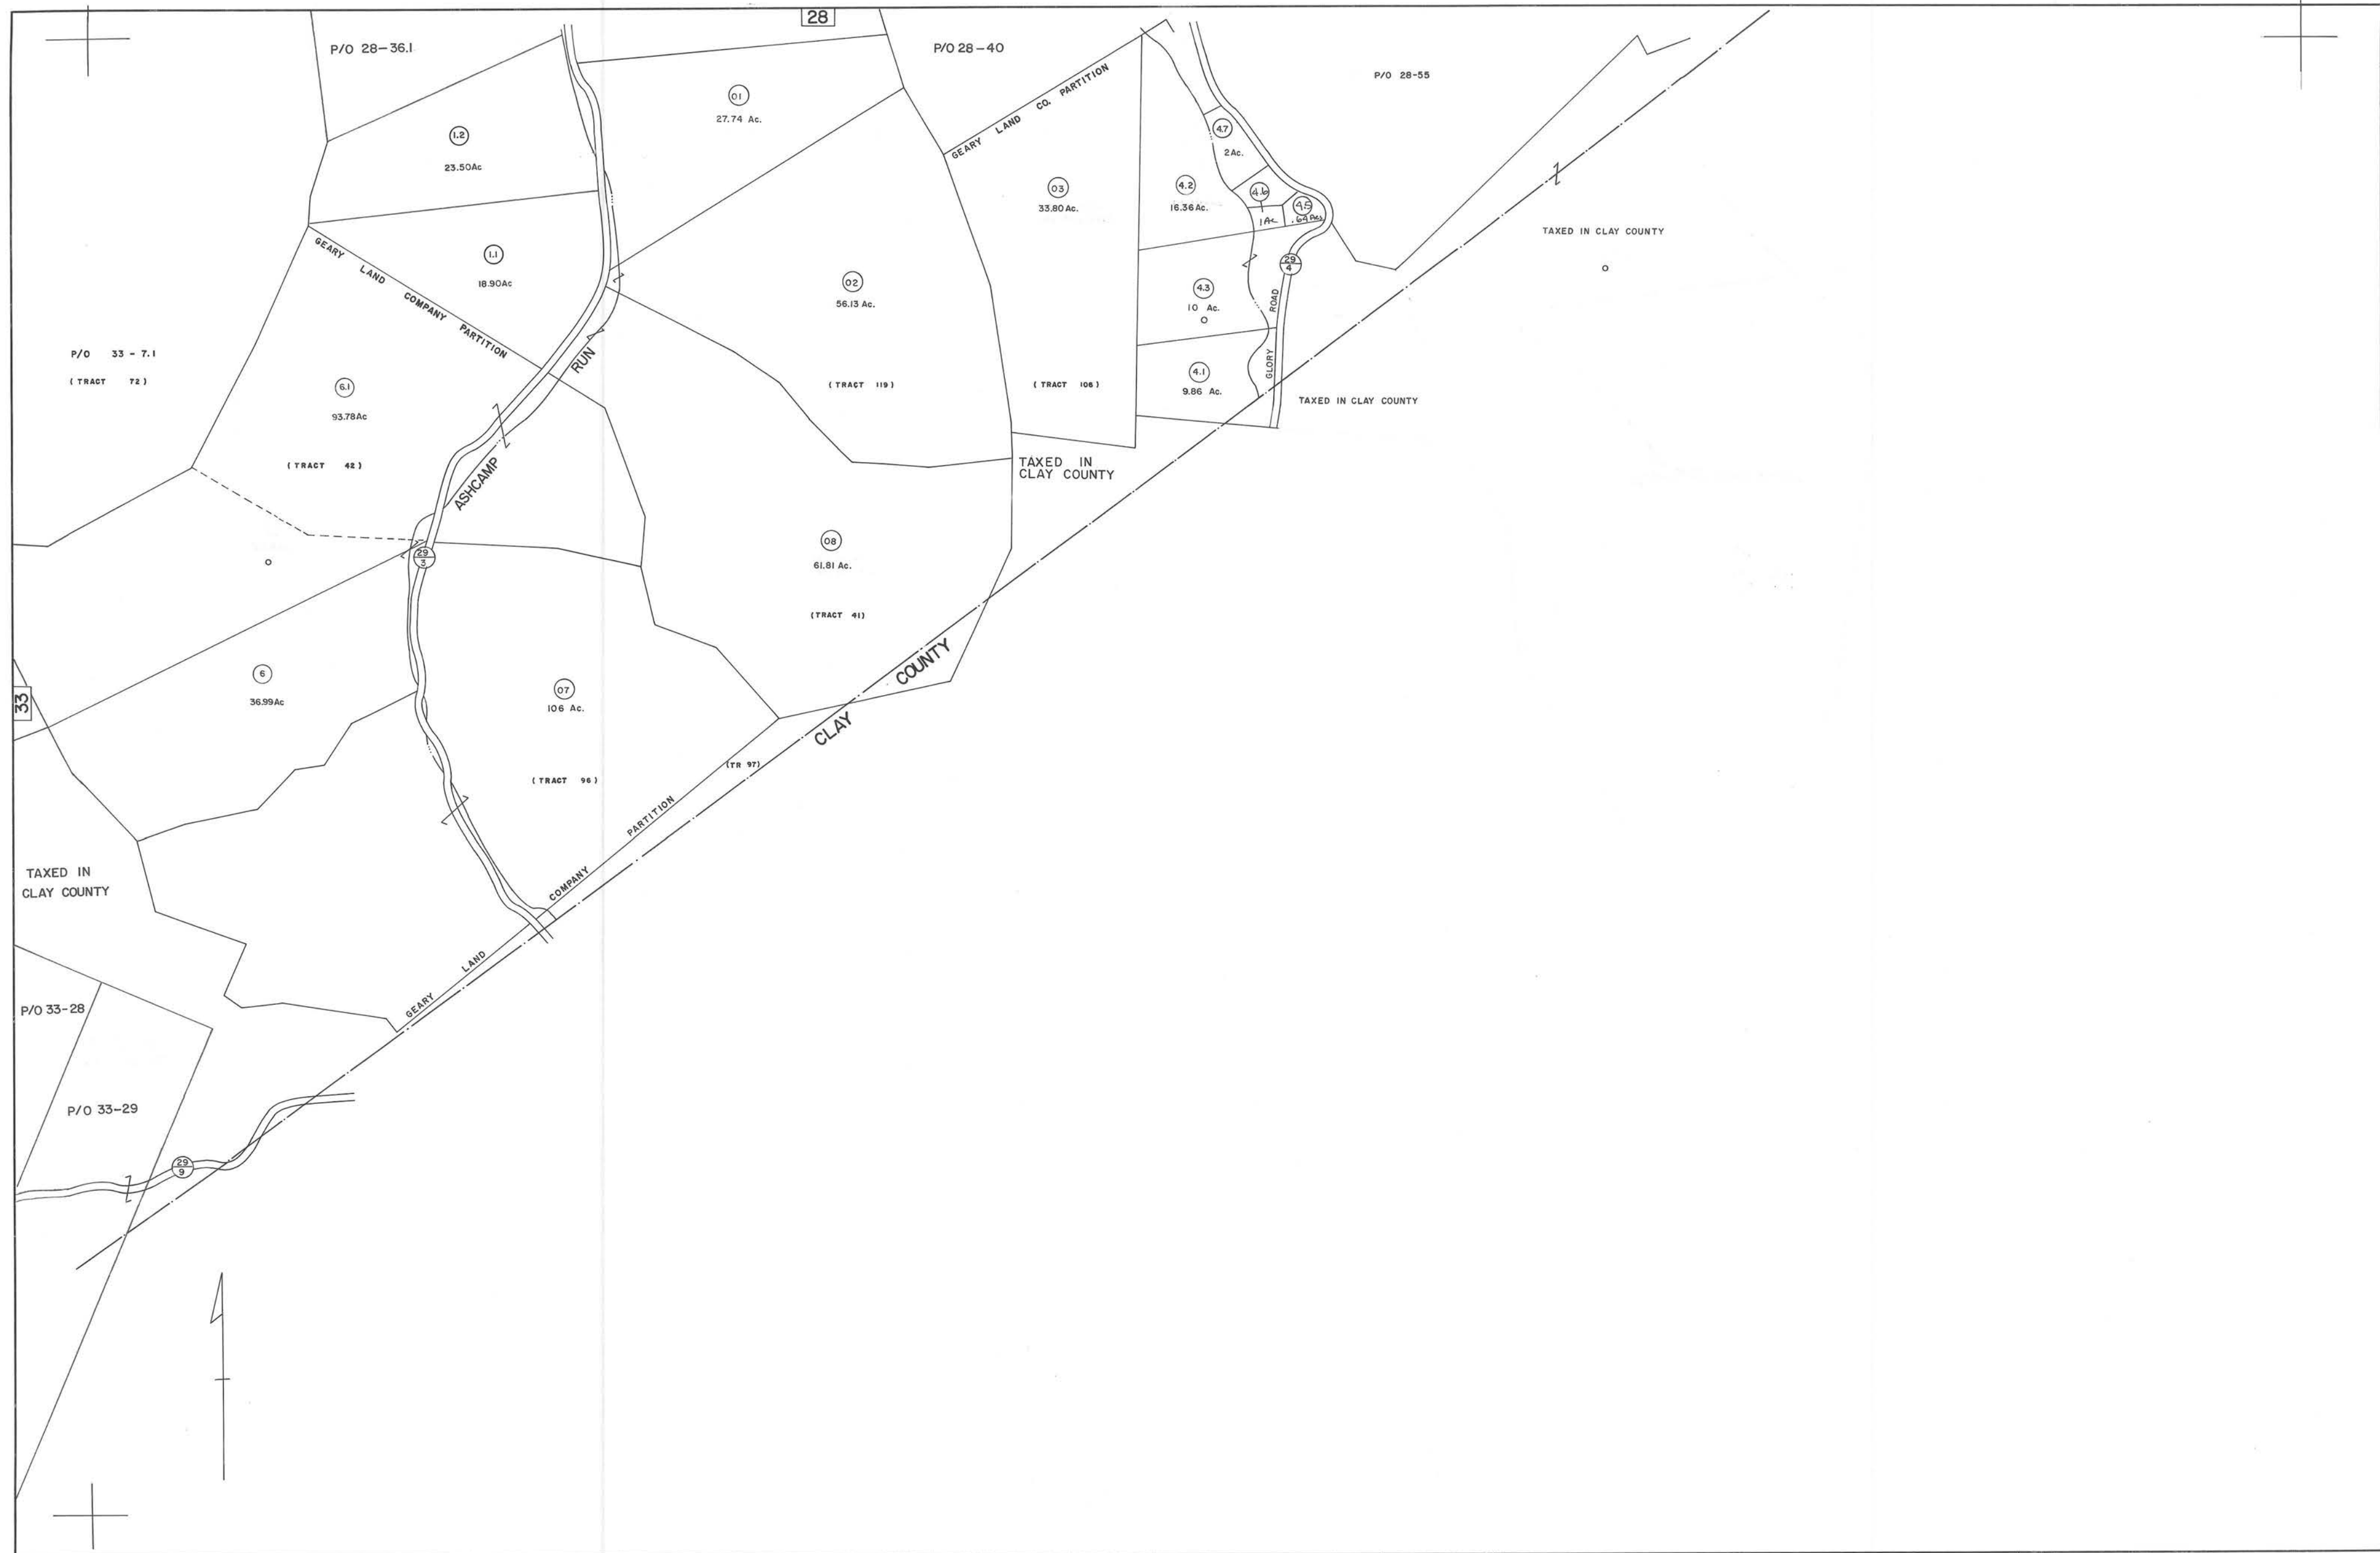 28
P/O 28-36.1
P/O 28-40
P/O 28-55
01
27.74 Ac.
1.2
23.50Ac
GEARY LAND CO. PARTITION
4.7
2Ac.
4.6
1Ac
4.5
.64Acs
03
33.80 Ac.
4.2
16.36Ac.
TAXED IN CLAY COUNTY
1.1
18.90Ac
GEARY LAND COMPANY PARTITION
02
56.13 Ac.
29
4
4.3
10 Ac.
GLORY ROAD
P/O 33-7.1
(TRACT 72)
6.1
93.78Ac
(TRACT 42)
ASHCAMP RUN
(TRACT 119)
(TRACT 108)
4.1
9.86 Ac.
TAXED IN CLAY COUNTY
TAXED IN
CLAY COUNTY
29
3
08
61.81 Ac.
(TRACT 41)
33
6
36.99Ac
07
106 Ac.
(TRACT 96)
CLAY COUNTY
(TR 97)
GEARY LAND COMPANY PARTITION
TAXED IN
CLAY COUNTY
P/O 33-28
P/O 33-29
29
9